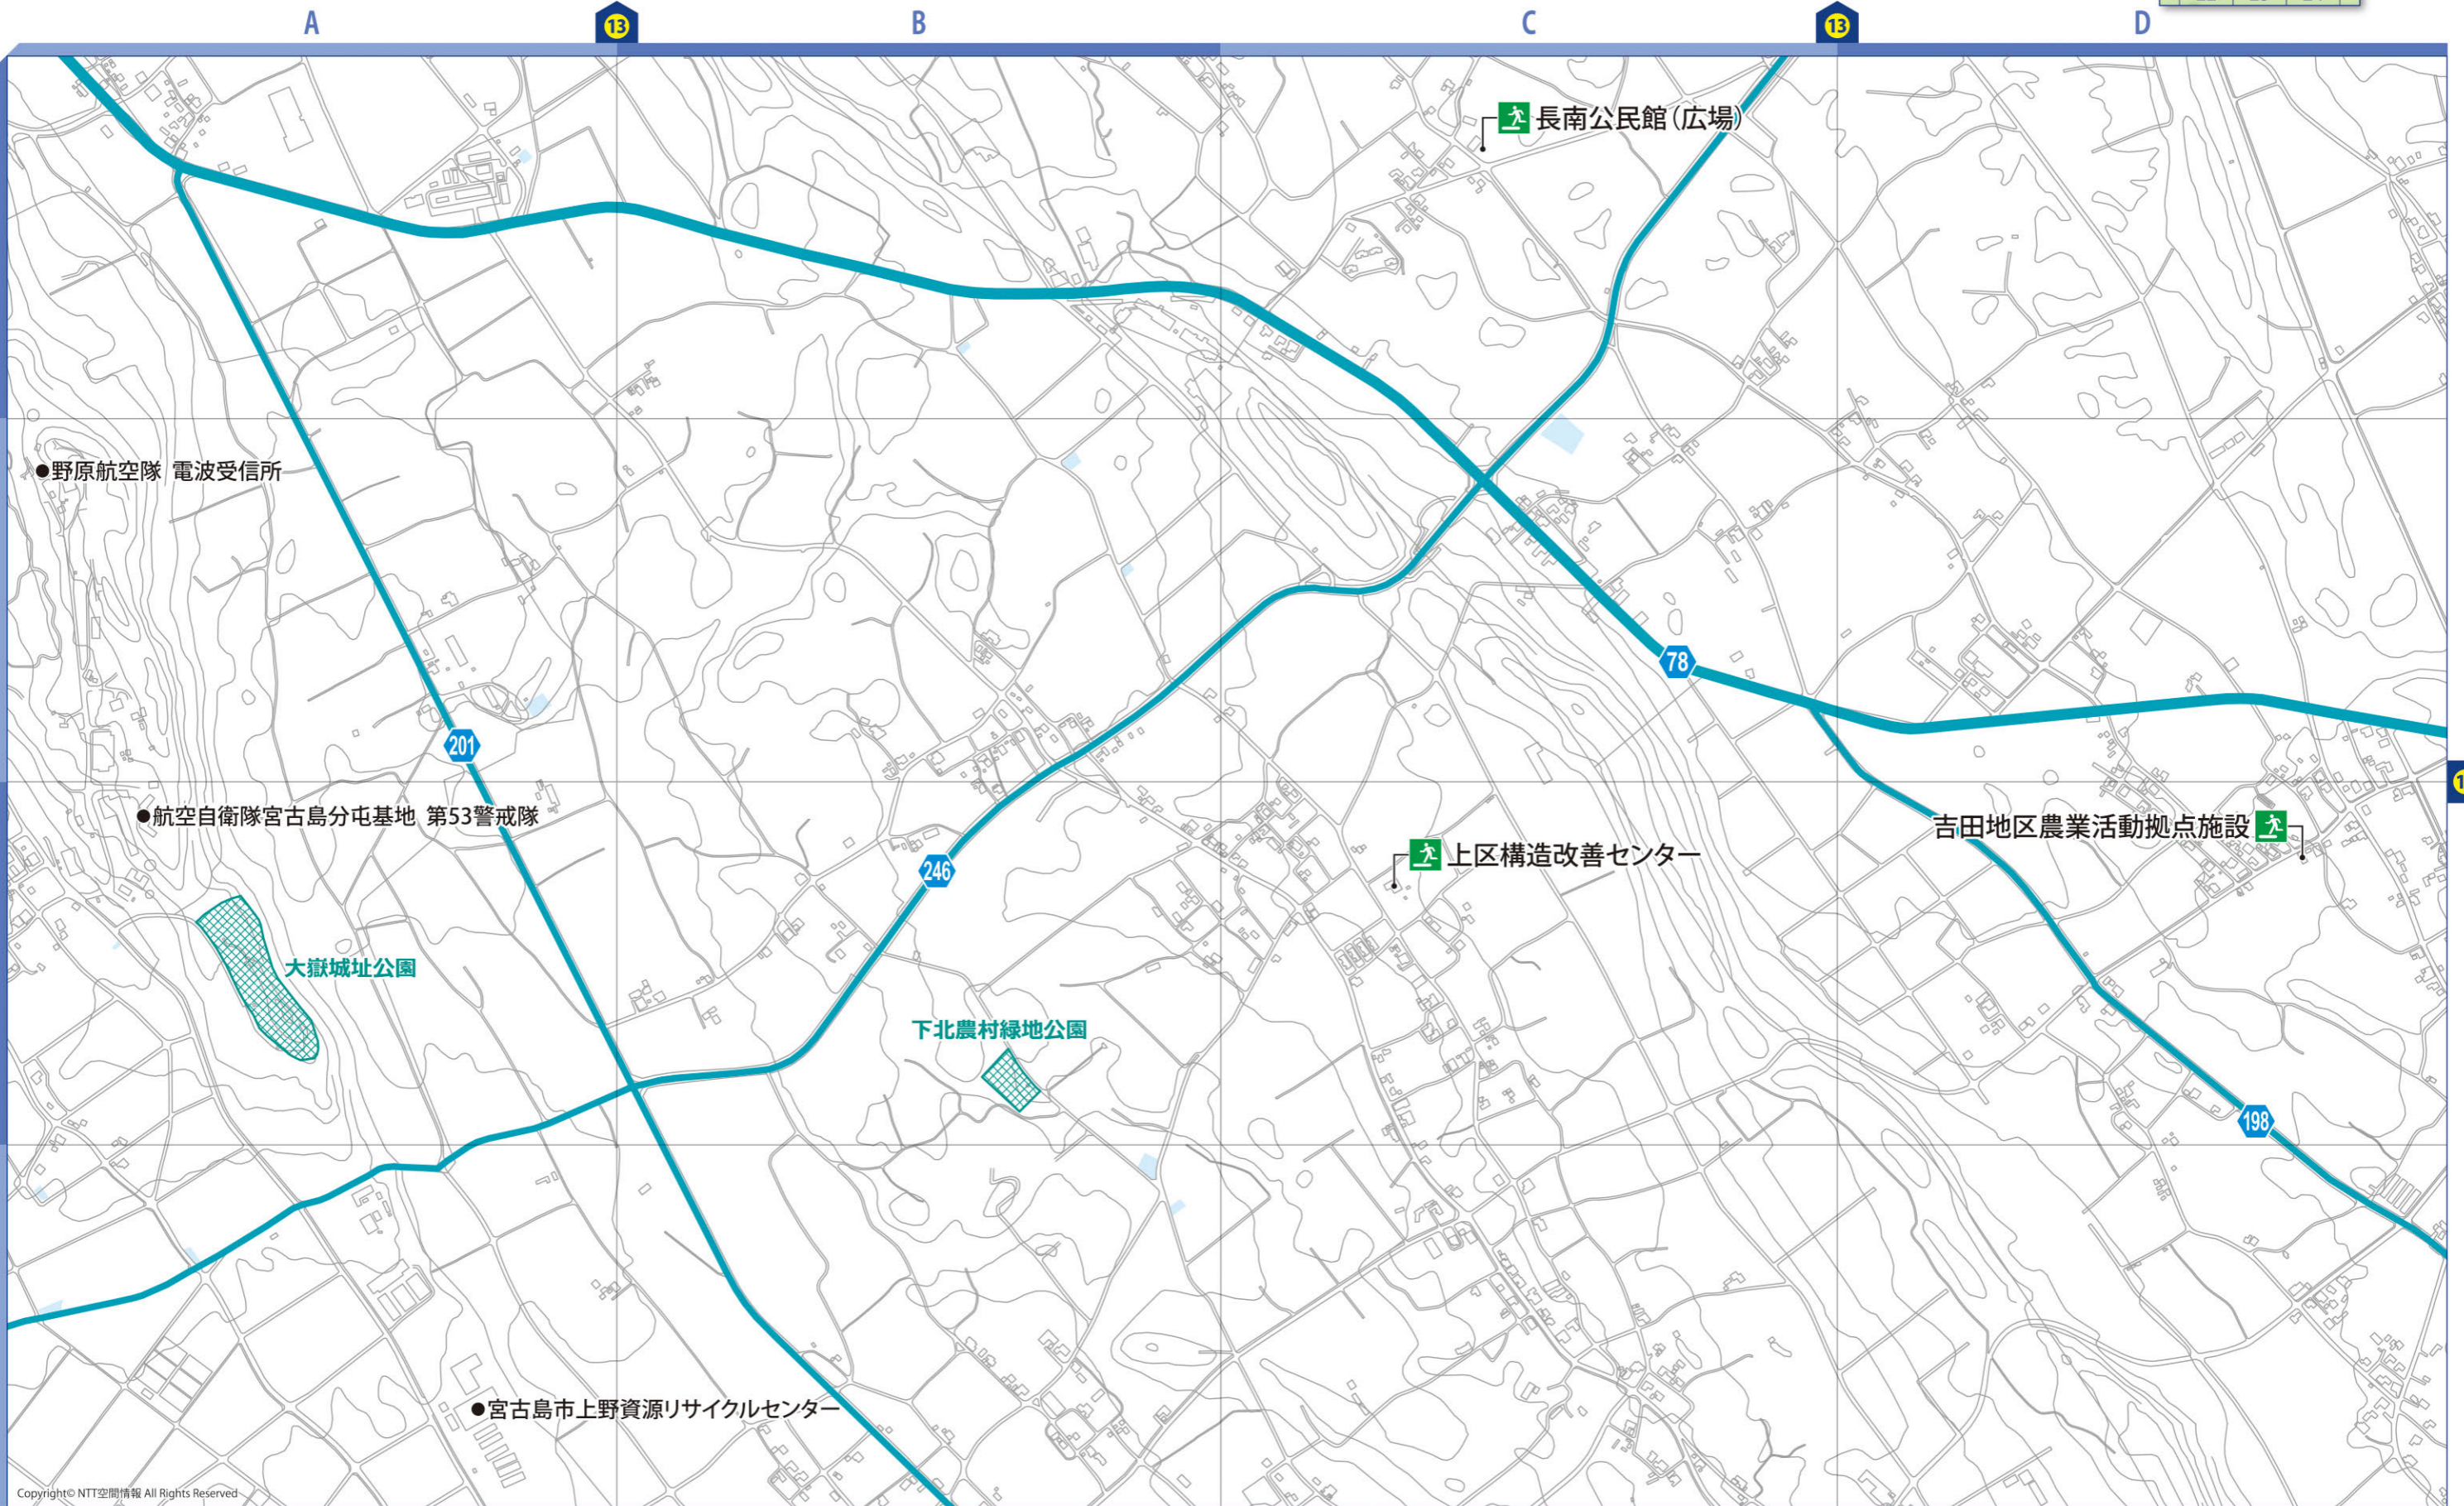 A
13
B
C
13
D
長南公民館（広場）
●野原航空隊 電波受信所
78
201
●航空自衛隊宮古島分屯基地 第53警戒隊
吉田地区農業活動拠点施設
上区構造改善センター
246
大嶽城址公園
下北農村緑地公園
198
●宮古島市上野資源リサイクルセンター
Copyright© NTT空間情報 All Rights Reserved